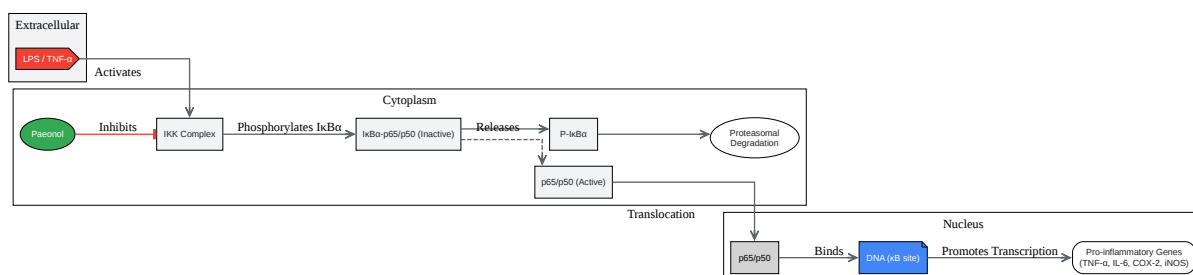 Extracellular
LPS / TNF-α
Activates
Cytoplasm
Paeonol
Inhibits
IKK Complex
Phosphorylates IκBα
IκBα-p65/p50 (Inactive)
Releases
P-IκBα
Proteasomal
Degradation
p65/p50 (Active)
Translocation
Nucleus
p65/p50
Binds
DNA (κB site)
Promotes Transcription
Pro-inflammatory Genes
(TNF-α, IL-6, COX-2, iNOS)